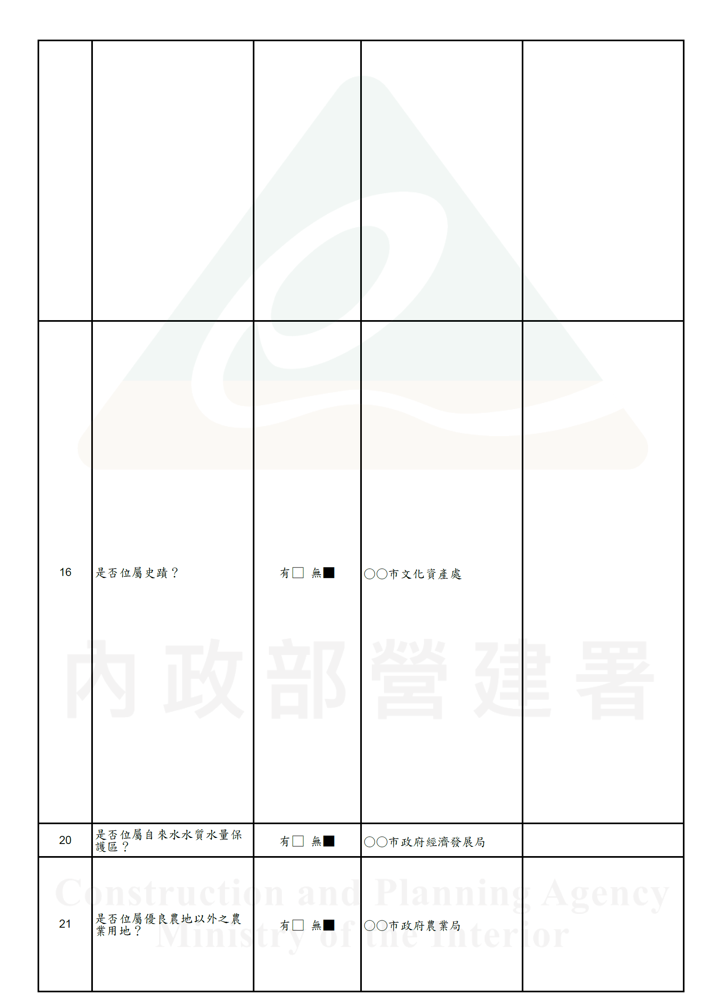 16 是否位屬史蹟？ 有□ 無■ ○○市文化資產處
內政部營建署
20 是否位屬自來水水質水量保
護區？ 有□ 無■ ○○市政府經濟發展局
Construction and Planning Agency
21 是否位屬優良農地以外之農
業用地？ 有□ 無■ ○○市政府農業局
Ministry of the Interior